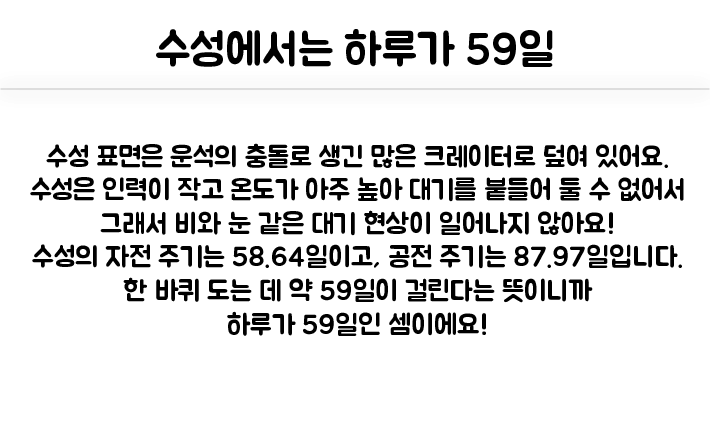 수성에서는 하루가 59일
수성 표면은 운석의 충돌로 생긴 많은 크레이터로 덮여 있어요.
수성은 인력이 작고 온도가 아주 높아 대기를 붙들어 둘 수 없어서
그래서 비와 눈 같은 대기 현상이 일어나지 않아요!
수성의 자전 주기는 58.64일이고, 공전 주기는 87.97일입니다.
한 바퀴 도는 데 약 59일이 걸린다는 뜻이니까
하루가 59일인 셈이에요!